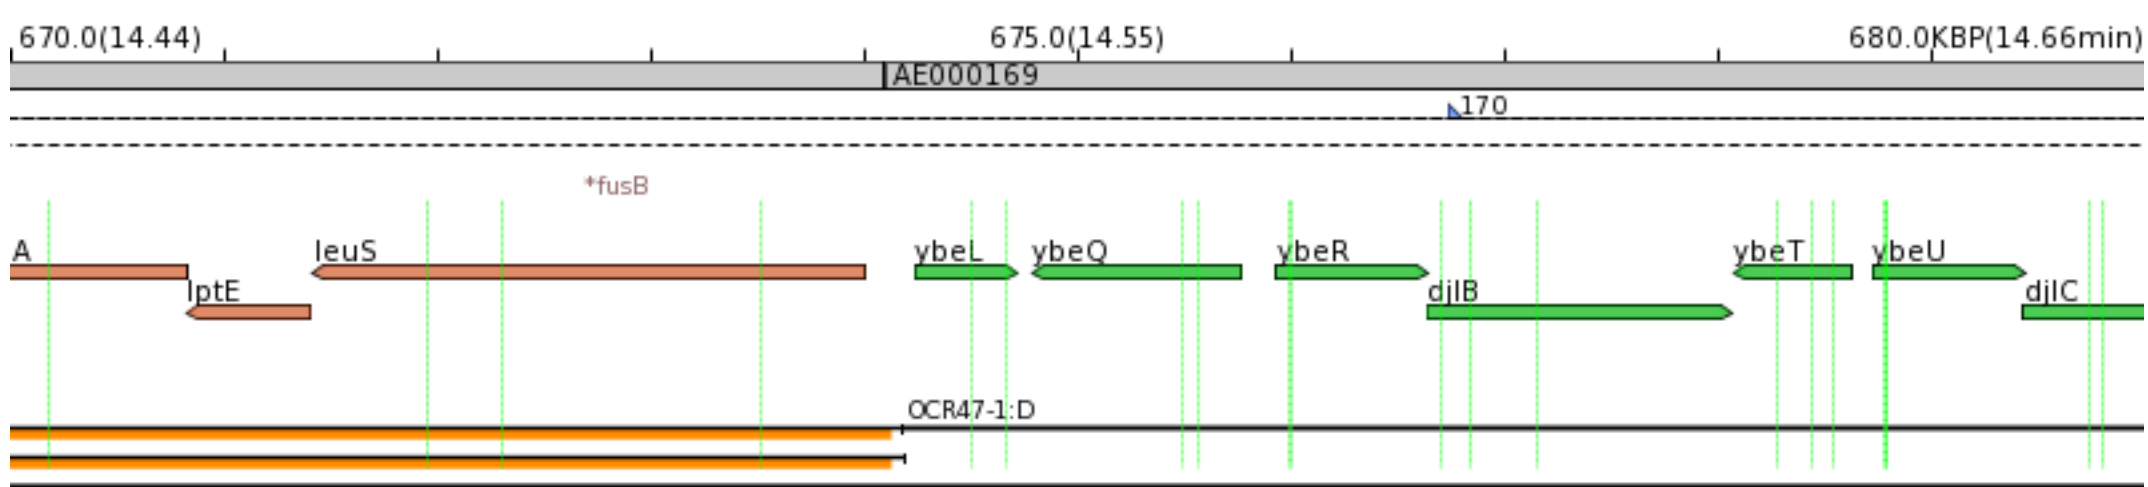 670.0(14.44) 675.0(14.55) 680.0KBP(14.66min)
AE000169
170
*fusB
A leuS ybeL ybeQ ybeR ybeT ybeU
lptE djlB djlC
OCR47-1:D